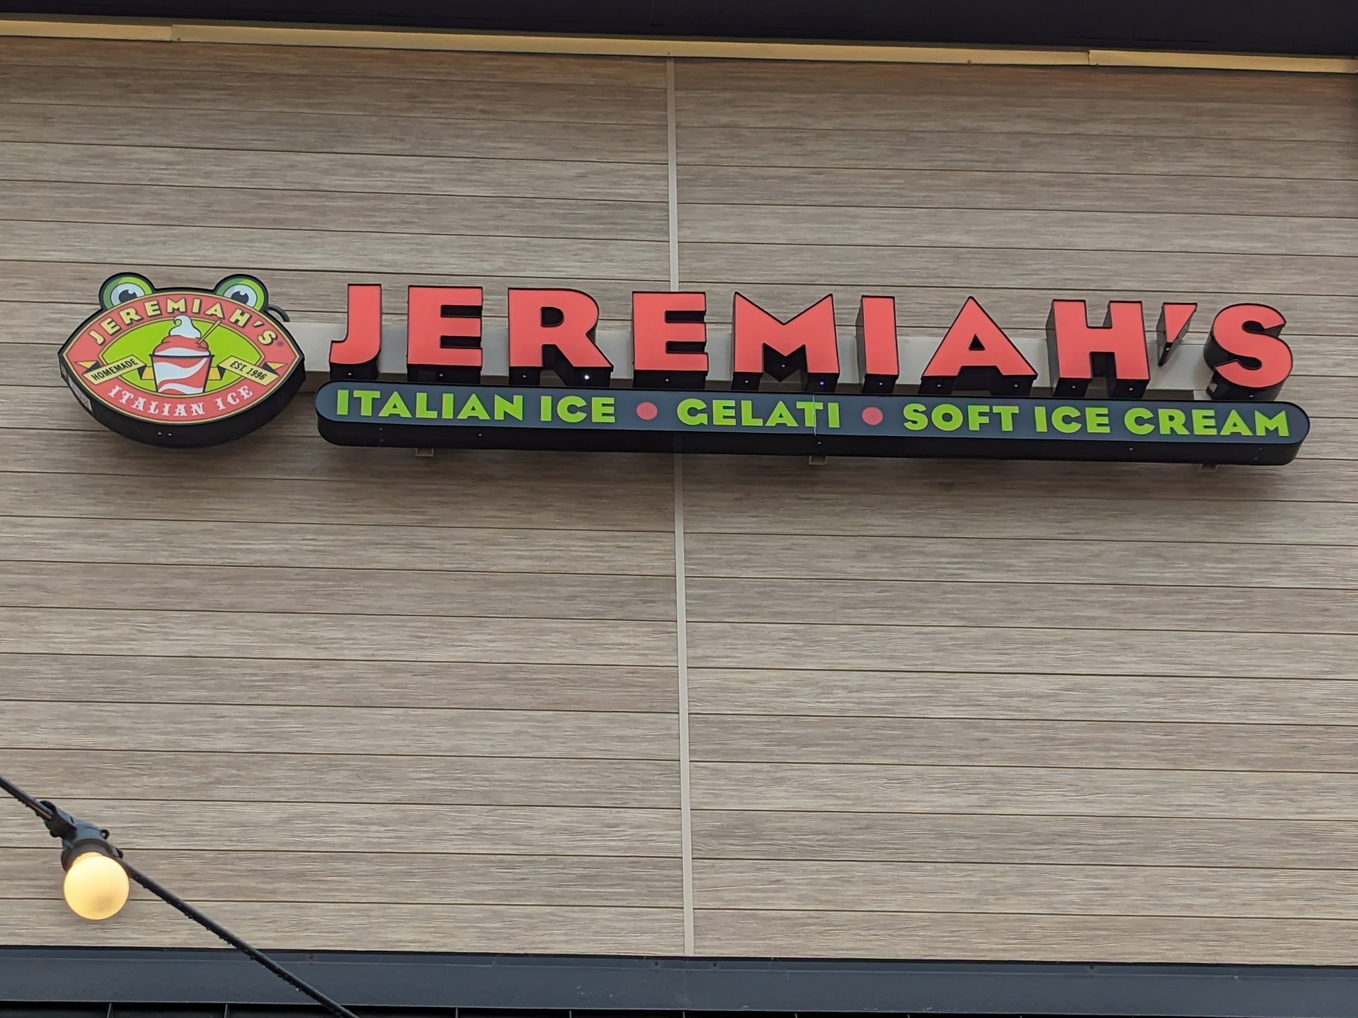 JEREMIAH'S
HOMEMADE
EST 1996
ITALIAN ICE
JEREMIAH'S
ITALIAN ICE • GELATI • SOFT ICE CREAM